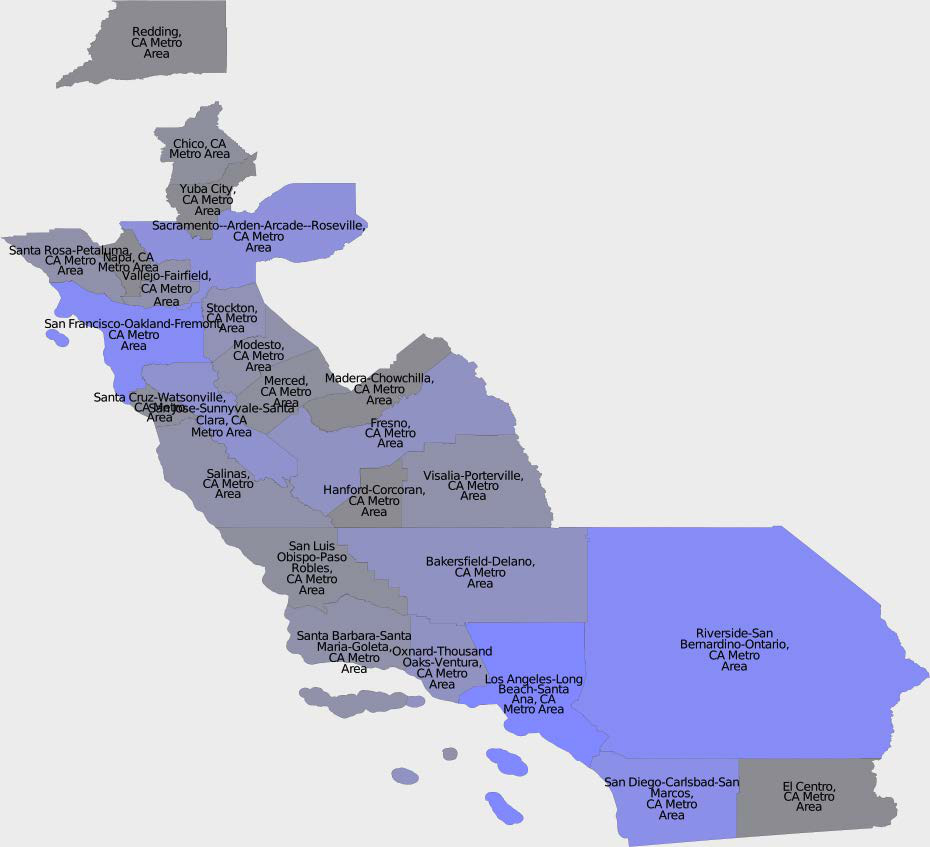 Redding,
CA Metro
Area
Chico, CA
Metro Area
Yuba City,
CA Metro
Area
Sacramento--Arden-Arcade--Roseville,
CA Metro
Area
Santa Rosa-Petaluma,
CA Metro
Area
Napa, CA
Metro Area
Vallejo-Fairfield,
CA Metro
Area
San Francisco-Oakland-Fremont,
CA Metro
Area
Stockton,
CA Metro
Area
Modesto,
CA Metro
Area
Merced,
CA Metro
Area
Madera-Chowchilla,
CA Metro
Area
Santa Cruz-Watsonville,
CA Metro
Area
San Jose-Sunnyvale-Santa
Clara, CA
Metro Area
Fresno,
CA Metro
Area
Salinas,
CA Metro
Area
Hanford-Corcoran,
CA Metro
Area
Visalia-Porterville,
CA Metro
Area
San Luis
Obispo-Paso
Robles,
CA Metro
Area
Bakersfield-Delano,
CA Metro
Area
Santa Barbara-Santa
Maria-Goleta,
CA Metro
Area
Oxnard-Thousand
Oaks-Ventura,
CA Metro
Area
Los Angeles-Long
Beach-Santa
Ana, CA
Metro Area
Riverside-San
Bernardino-Ontario,
CA Metro
Area
San Diego-Carlsbad-San
Marcos,
CA Metro
Area
El Centro,
CA Metro
Area